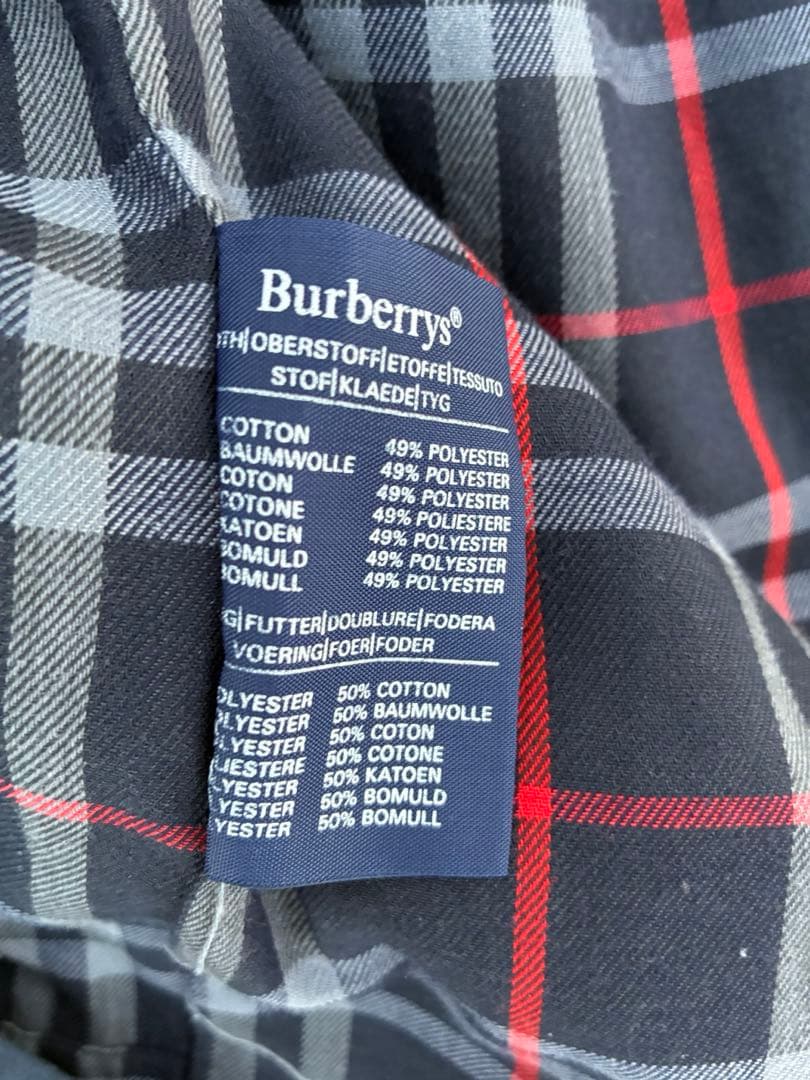 Burberrys®
TH|OBERSTOFF|ETOFFE|TESSUTO
STOF|KLAEDE|TYG
COTTON 49% POLYESTER
BAUMWOLLE 49% POLYESTER
COTON 49% POLYESTER
COTONE 49% POLIESTERE
KATOEN 49% POLYESTER
BOMULD 49% POLYESTER
BOMULL 49% POLYESTER
G|FUTTER|DOUBLURE|FODERA
VOERING|FOER|FODER
OLYESTER 50% COTTON
OLYESTER 50% BAUMWOLLE
LYESTER 50% COTON
LIESTERE 50% COTONE
LYESTER 50% KATOEN
YESTER 50% BOMULD
YESTER 50% BOMULL